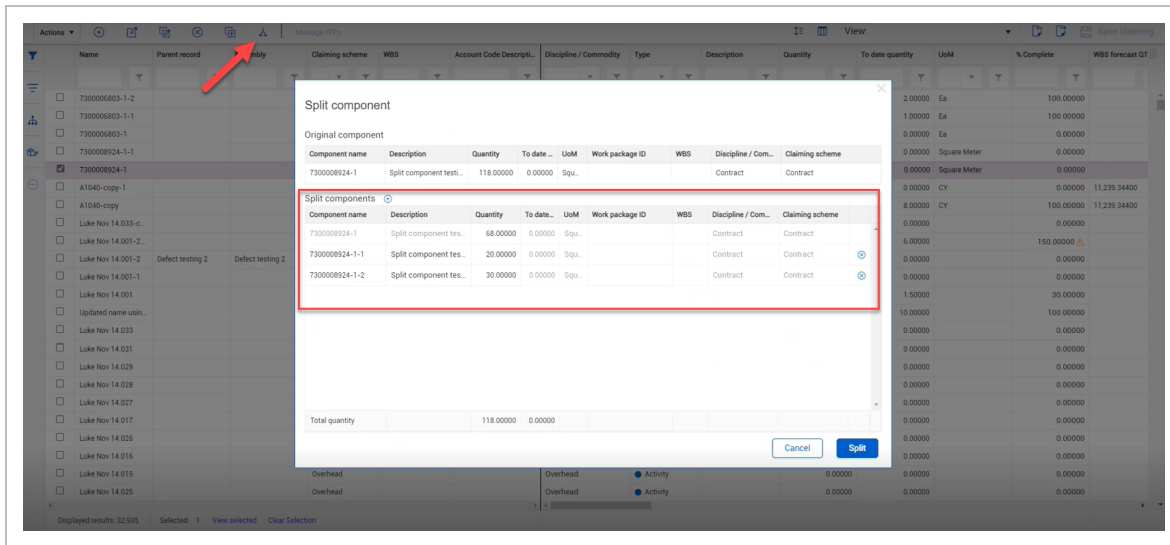 Actions Manage ITPs View: Save claiming
Name Parent record Claiming scheme WBS Account Code Descripti... Discipline / Commodity Type Description Quantity To date quantity UoM % Complete WBS forecast QT
7300006803-1-2 2.00000 Ea 100.00000
7300006803-1-1 1.00000 Ea 100.00000
7300006803-1 0.00000 Ea 0.00000
7300008924-1-1 0.00000 Square Meter 0.00000
7300008924-1 0.00000 Square Meter 0.00000
A1040-copy-1 0.00000 CY 0.00000 11,239.34400
A1040-copy 8.00000 CY 100.00000 11,239.34400
Luke Nov 14.033-c... 0.00000 0.00000
Luke Nov 14.001-2... 6.00000 150.00000
Luke Nov 14.001-2 Defect testing 2 Defect testing 2 0.00000 0.00000
Luke Nov 14.001-1 0.00000 0.00000
Luke Nov 14.001 1.50000 30.00000
Updated name usin... 10.00000 100.00000
Luke Nov 14.033 0.00000 0.00000
Luke Nov 14.031 0.00000 0.00000
Luke Nov 14.029 0.00000 0.00000
Luke Nov 14.028 0.00000 0.00000
Luke Nov 14.027 0.00000 0.00000
Luke Nov 14.017 0.00000 0.00000
Luke Nov 14.026 0.00000 0.00000
Luke Nov 14.016 0.00000 0.00000
Luke Nov 14.015 Overhead Overhead Activity 0.00000 0.00000 0.00000
Luke Nov 14.025 Overhead Overhead Activity 0.00000 0.00000 0.00000
Displayed results: 32,935 Selected: 1 View selected Clear Selection
Split component
Original component
Component name Description Quantity To date ... UoM Work package ID WBS Discipline / Com... Claiming scheme
7300008924-1 Split component testi... 118.00000 0.00000 Squ... Contract Contract
Split components
Component name Description Quantity To date... UoM Work package ID WBS Discipline / Com... Claiming scheme
7300008924-1 Split component tes... 68.00000 0.00000 Squ... Contract Contract
7300008924-1-1 Split component tes... 20.00000 0.00000 Squ... Contract Contract
7300008924-1-2 Split component tes... 30.00000 0.00000 Squ... Contract Contract
Total quantity 118.00000 0.00000
Cancel Split